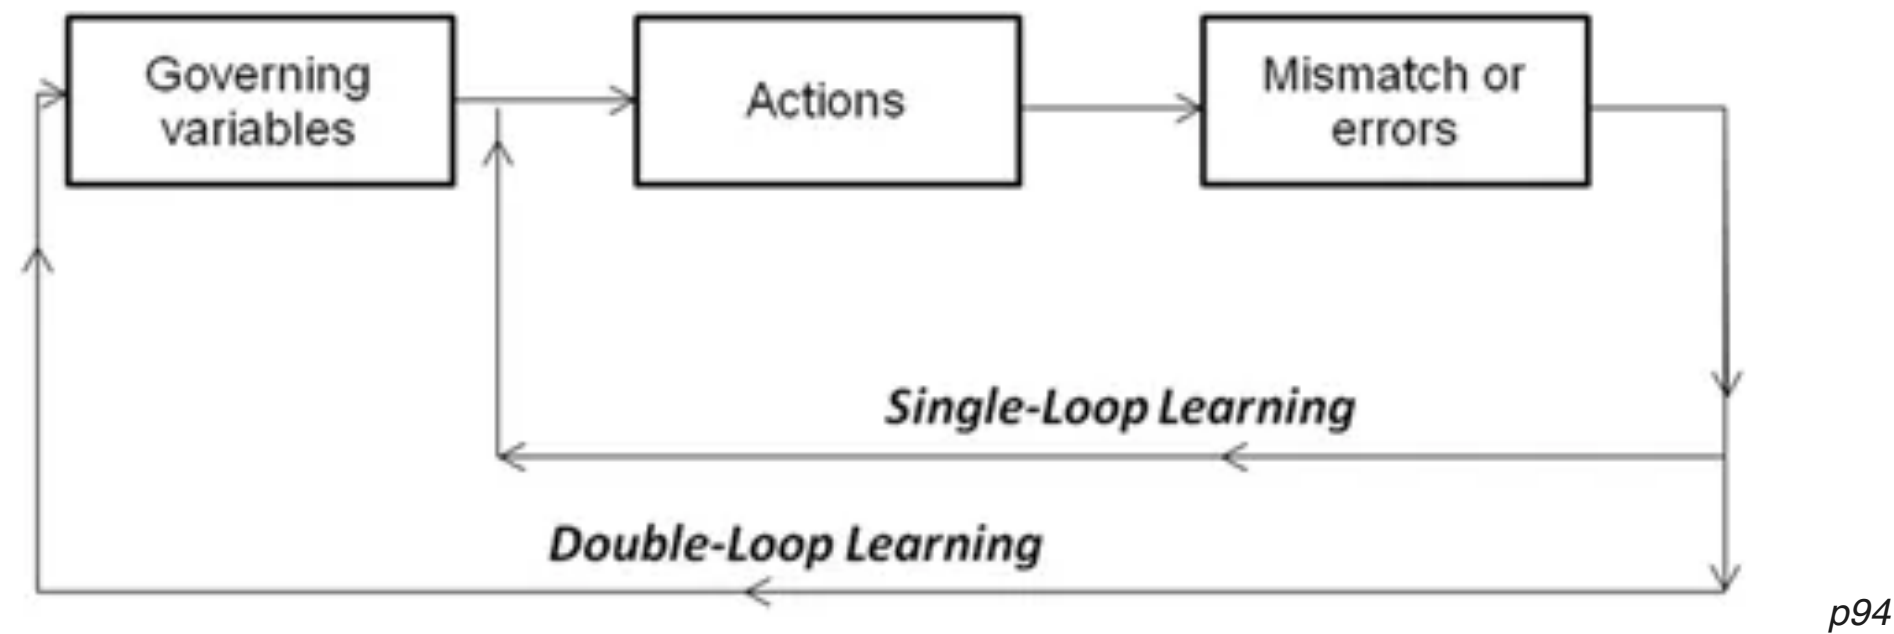 Governing
variables
Actions
Mismatch or
errors
Single-Loop Learning
Double-Loop Learning
p94